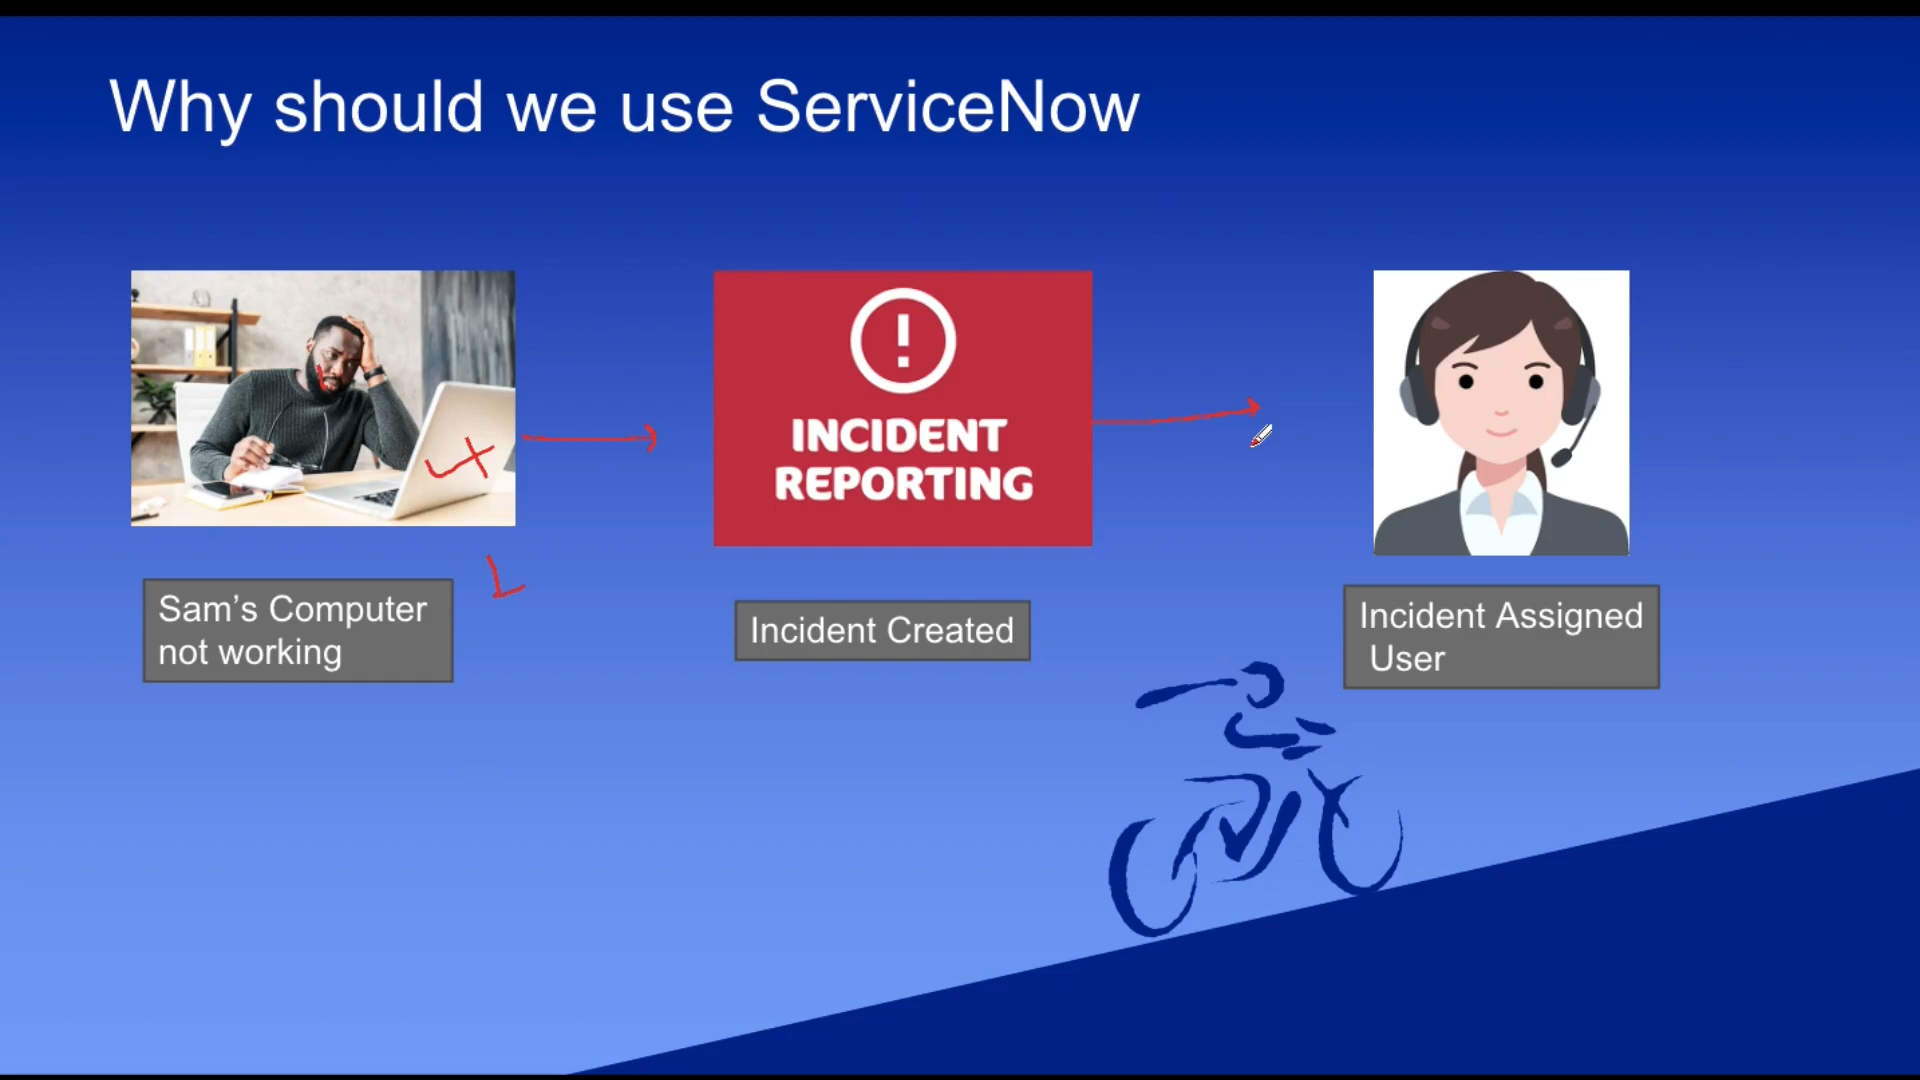 Why should we use ServiceNow
INCIDENT
REPORTING
Sam’s Computer
not working
Incident Created
Incident Assigned
User